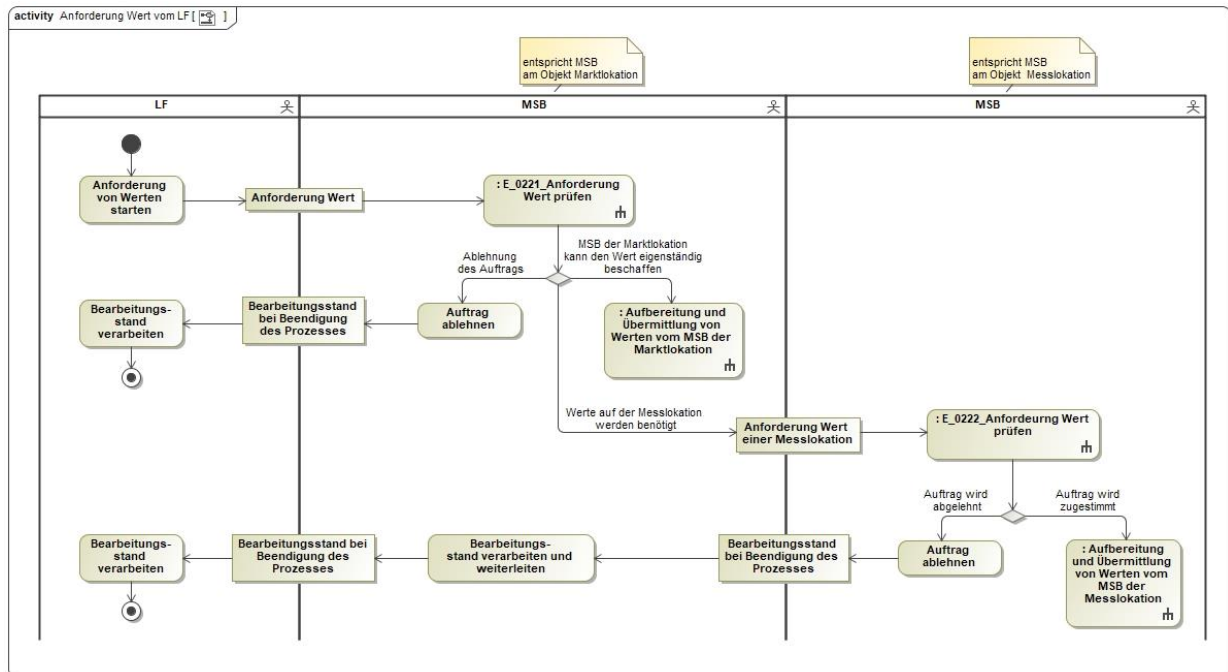 activity Anforderung Wert vom LF [ ]
entspricht MSB
am Objekt Marktlokation
entspricht MSB
am Objekt Messlokation
LF
MSB
MSB
Anforderung
von Werten
starten
Anforderung Wert
: E_0221_Anforderung
Wert prüfen
Ablehnung
des Auftrags
MSB der Marktlokation
kann den Wert eigenständig
beschaffen
Bearbeitungs-
stand
verarbeiten
Bearbeitungsstand
bei Beendigung
des Prozesses
Auftrag
ablehnen
: Aufbereitung und
Übermittlung von
Werten vom MSB der
Marktlokation
Werte auf der Messlokation
werden benötigt
Anforderung Wert
einer Messlokation
: E_0222_Anfordeurng Wert
prüfen
Auftrag wird
abgelehnt
Auftrag wird
zugestimmt
Bearbeitungs-
stand
verarbeiten
Bearbeitungsstand bei
Beendigung des
Prozesses
Bearbeitungs-
stand verarbeiten und
weiterleiten
Bearbeitungsstand
bei Beendigung des
Prozesses
Auftrag
ablehnen
: Aufbereitung
und Übermittlung
von Werten vom
MSB der
Messlokation